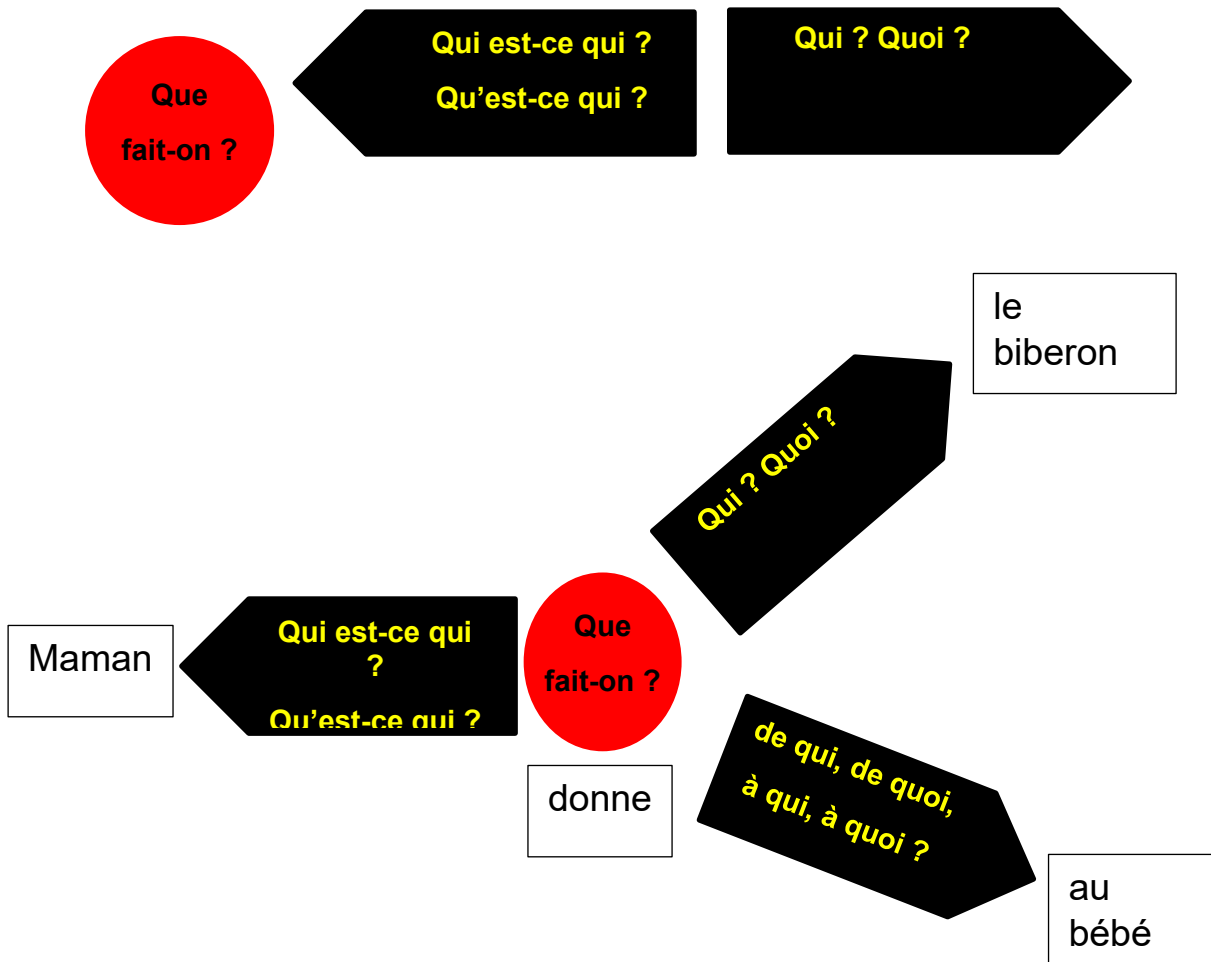 Que
fait-on ?
Qui est-ce qui ?
Qu’est-ce qui ?
Qui ? Quoi ?
le
biberon
Qui ? Quoi ?
Maman
Qui est-ce qui
?
Qu’est-ce qui ?
Que
fait-on ?
donne
de qui, de quoi,
à qui, à quoi ?
au
bébé